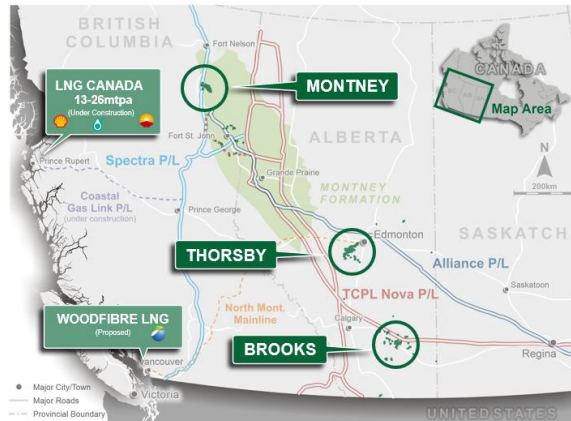 BRITISH
COLUMBIA
Fort Nelson
LNG CANADA
13-26mtpa
(Under Construction)
MONTNEY
CANADA
BC
AB
SK
Map Area
N
200km
Prince Rupert
Fort St. John
ALBERTA
Spectra P/L
Grande Prairie
Coastal
Gas Link P/L
(under construction)
Prince George
MONTNEY
FORMATION
SASKATCH
THORSBY
Edmonton
Alliance P/L
TCPL Nova P/L
Saskatoon
WOODFIBRE LNG
(Proposed)
North Mont.
Mainline
Calgary
BROOKS
Regina
Vancouver
Victoria
Major City/Town
Major Roads
Provincial Boundary
UNITED STATES